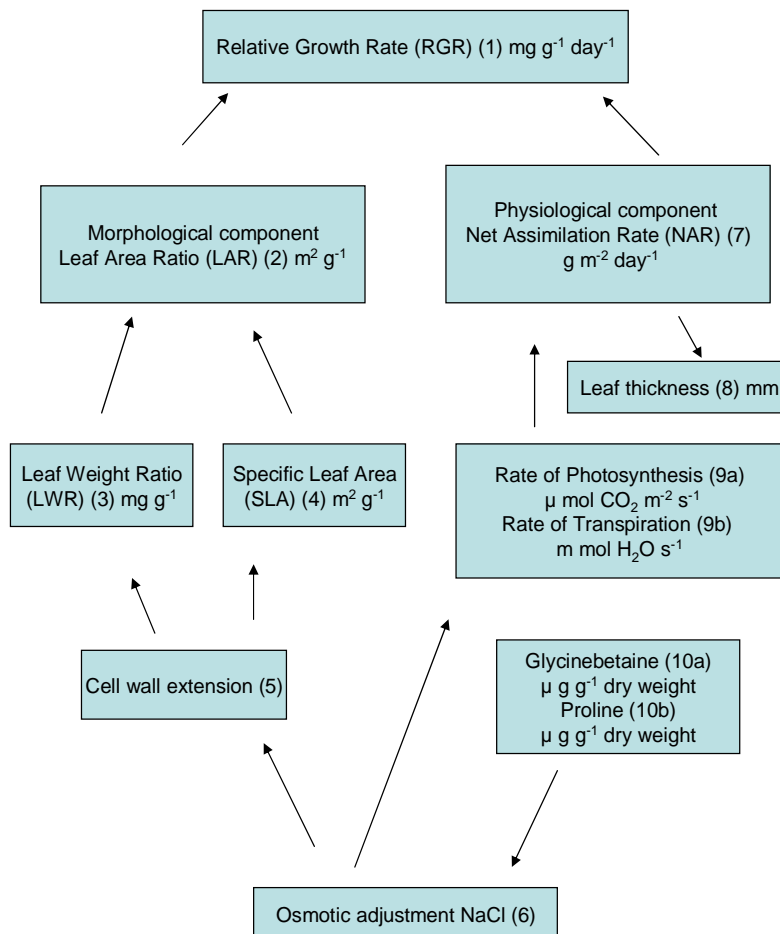 Relative Growth Rate (RGR) (1) mg g⁻¹ day⁻¹
Morphological component
Leaf Area Ratio (LAR) (2) m² g⁻¹
Physiological component
Net Assimilation Rate (NAR) (7)
g m⁻² day⁻¹
Leaf thickness (8) mm
Leaf Weight Ratio
(LWR) (3) mg g⁻¹
Specific Leaf Area
(SLA) (4) m² g⁻¹
Rate of Photosynthesis (9a)
µ mol CO₂ m⁻² s⁻¹
Rate of Transpiration (9b)
m mol H₂O s⁻¹
Cell wall extension (5)
Glycinebetaine (10a)
µ g g⁻¹ dry weight
Proline (10b)
µ g g⁻¹ dry weight
Osmotic adjustment NaCl (6)